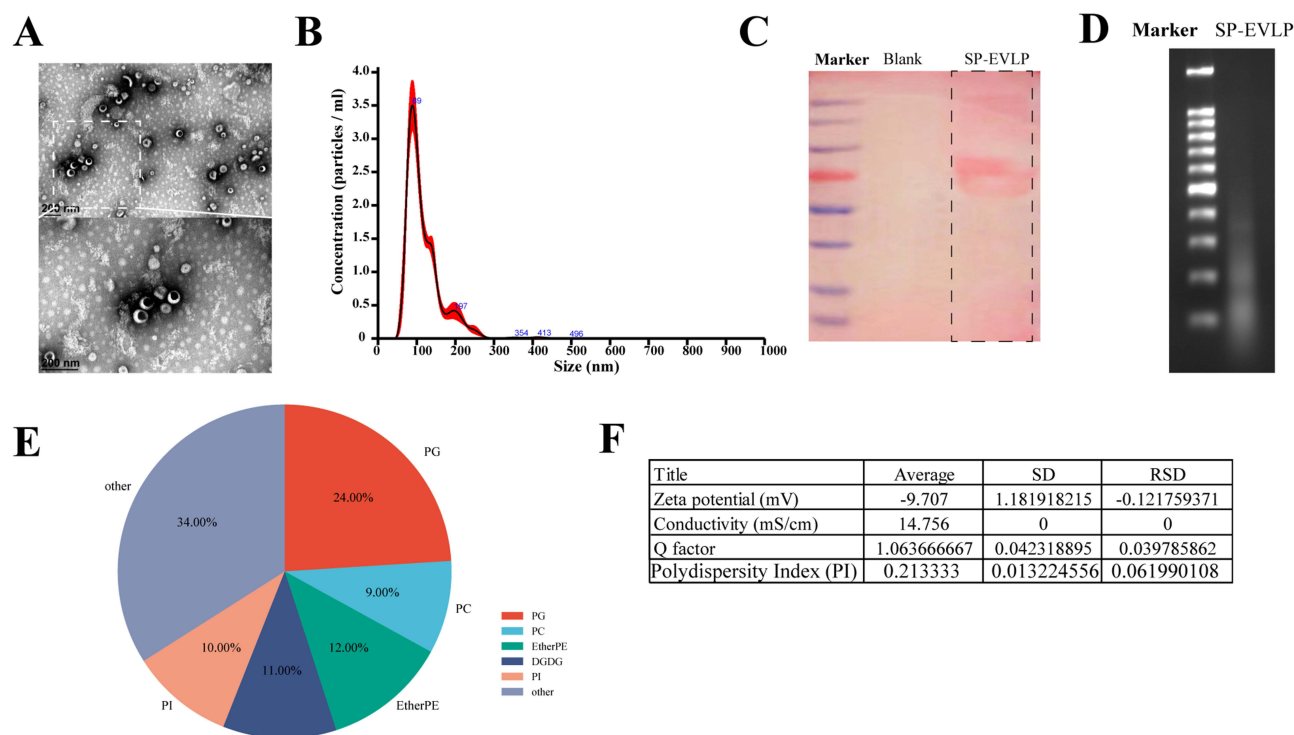 A
200 nm
200 nm
B
Concentration (particles / ml)
4.0
3.5
3.0
2.5
2.0
1.5
1.0
0.5
0
197
354
413
496
0
100
200
300
400
500
600
700
800
900
1000
Size (nm)
C
Marker Blank SP-EVLP
D
Marker SP-EVLP
E
PG
24.00%
PC
9.00%
EtherPE
12.00%
11.00%
PI
10.00%
other
34.00%
PG
PC
EtherPE
DGDG
PI
other
F
Title Average SD RSD
Zeta potential (mV) -9.707 1.181918215 -0.121759371
Conductivity (mS/cm) 14.756 0 0
Q factor 1.063666667 0.042318895 0.039785862
Polydispersity Index (PI) 0.213333 0.013224556 0.061990108